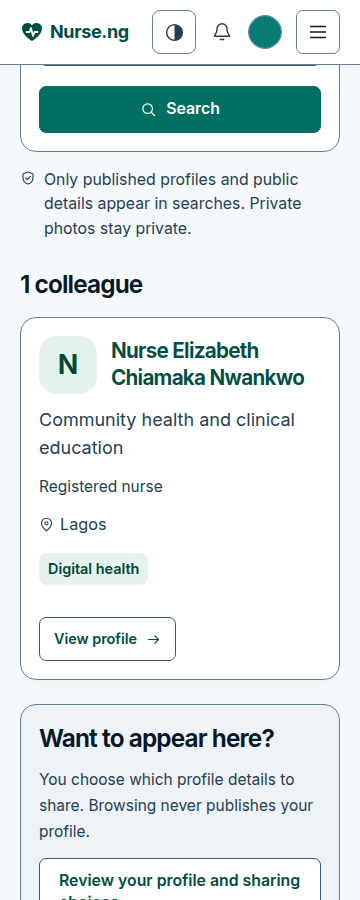 Nurse.ng
Search
Only published profiles and public
details appear in searches. Private
photos stay private.
1 colleague
N
Nurse Elizabeth
Chiamaka Nwankwo
Community health and clinical
education
Registered nurse
Lagos
Digital health
View profile
Want to appear here?
You choose which profile details to
share. Browsing never publishes your
profile.
Review your profile and sharing